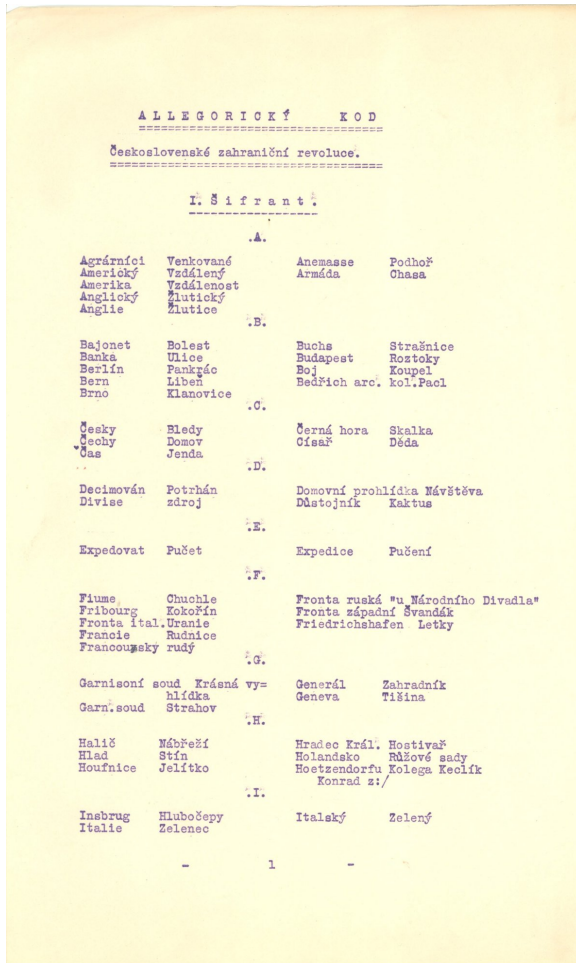 ALLEGORICKÝ KOD
Československé zahraniční revoluce.
I. Šifrant.
.A.
Agrárníci Venkované Anemasse Podhoř
Americký Vzdálený Armáda Chasa
Amerika Vzdálenost
Anglický Žlutický
Anglie Žlutice
.B.
Bajonet Bolest Buchs Strašnice
Banka Ulice Budapest Roztoky
Berlín Pankrác Boj Koupel
Bern Libeň Bedřich arc. kol.Pacl
Brno Klanovice
.C.
Česky Bledy Černá hora Skalka
Čechy Domov Císař Děda
Čas Jenda
.D.
Decimován Potrhán Domovní prohlídka Návštěva
Divise zdroj Důstojník Kaktus
.E.
Expedovat Pučet Expedice Pučení
.F.
Fiume Chuchle Fronta ruská "u Národního Divadla"
Fribourg Kokořín Fronta západní Švandák
Fronta ital.Uranie Friedrichshafen Letky
Francie Rudnice
Francouzský rudý
.G.
Garnisoní soud Krásná vy= Generál Zahradník
hlídka Geneva Tišina
Garn.soud Strahov
.H.
Halič Nábřeží Hradec Král. Hostivař
Hlad Stín Holandsko Růžové sady
Houfnice Jelítko Hoetzendorfu Kolega Keclík
Konrad z:/
.I.
Insbrug Hlubočepy Italský Zelený
Italie Zelenec
- 1 -